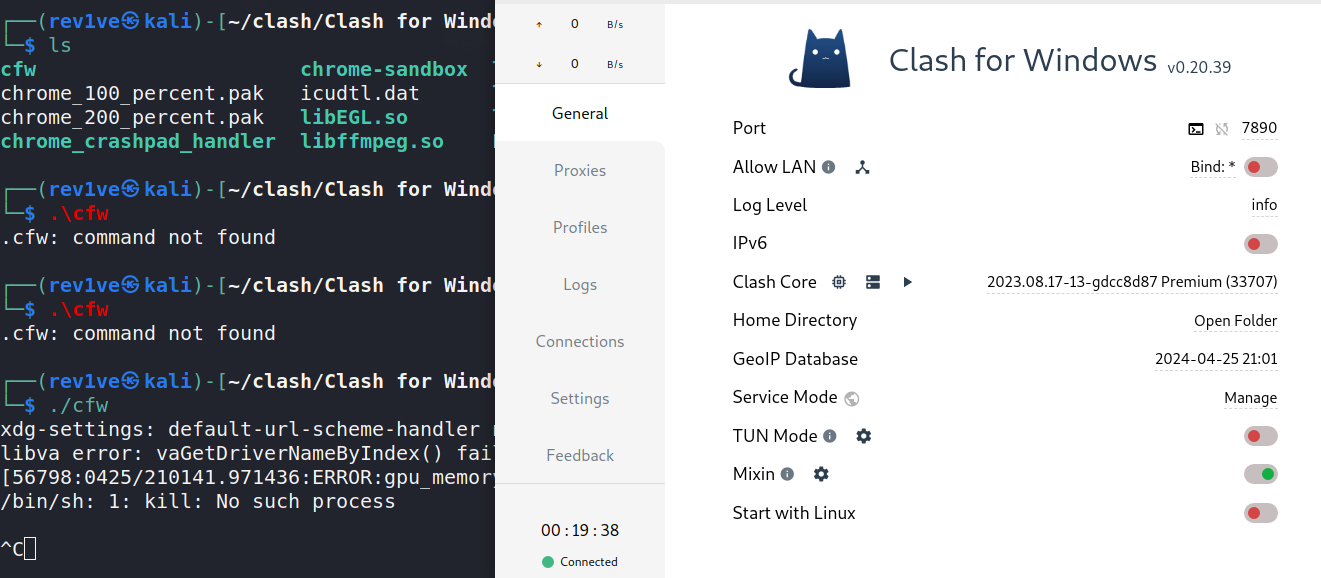 ┌──(rev1ve㉿kali)-[~/clash/Clash for Windo
└─$ ls
cfw chrome-sandbox
chrome_100_percent.pak icudtl.dat
chrome_200_percent.pak libEGL.so
chrome_crashpad_handler libffmpeg.so
┌──(rev1ve㉿kali)-[~/clash/Clash for Windo
└─$ .\cfw
.cfw: command not found
┌──(rev1ve㉿kali)-[~/clash/Clash for Windo
└─$ .\cfw
.cfw: command not found
┌──(rev1ve㉿kali)-[~/clash/Clash for Windo
└─$ ./cfw
xdg-settings: default-url-scheme-handler
libva error: vaGetDriverNameByIndex() fai
[56798:0425/210141.971436:ERROR:gpu_memory
/bin/sh: 1: kill: No such process
^C
↑ 0 B/s
↓ 0 B/s
General
Proxies
Profiles
Logs
Connections
Settings
Feedback
00 : 19 : 38
Connected
Clash for Windows v0.20.39
Port 7890
Allow LAN Bind: *
Log Level info
IPv6
Clash Core 2023.08.17-13-gdcc8d87 Premium (33707)
Home Directory Open Folder
GeoIP Database 2024-04-25 21:01
Service Mode Manage
TUN Mode
Mixin
Start with Linux